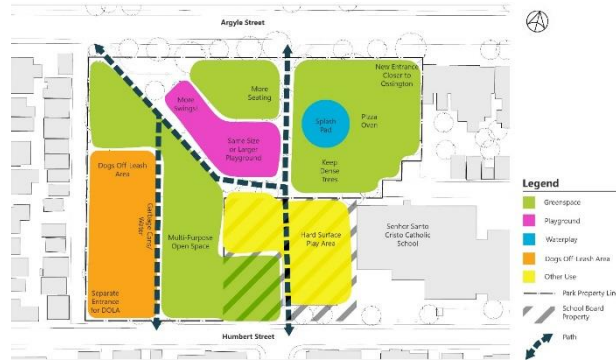 Argyle Street
New Entrance
Closer to
Ossington
More
Seating
More
Swings!
Splash
Pad
Pizza
Oven
Same Size
or Larger
Playground
Keep
Dense
Trees
Dogs Off Leash
Area
Garbage Cans/
Water
Multi-Purpose
Open Space
Hard Surface
Play Area
Senhor Santo
Cristo Catholic
School
Separate
Entrance
for DOLA
Humbert Street
Legend
Greenspace
Playground
Waterplay
Dogs Off Leash Area
Other Use
Park Property Lin
School Board
Property
Path